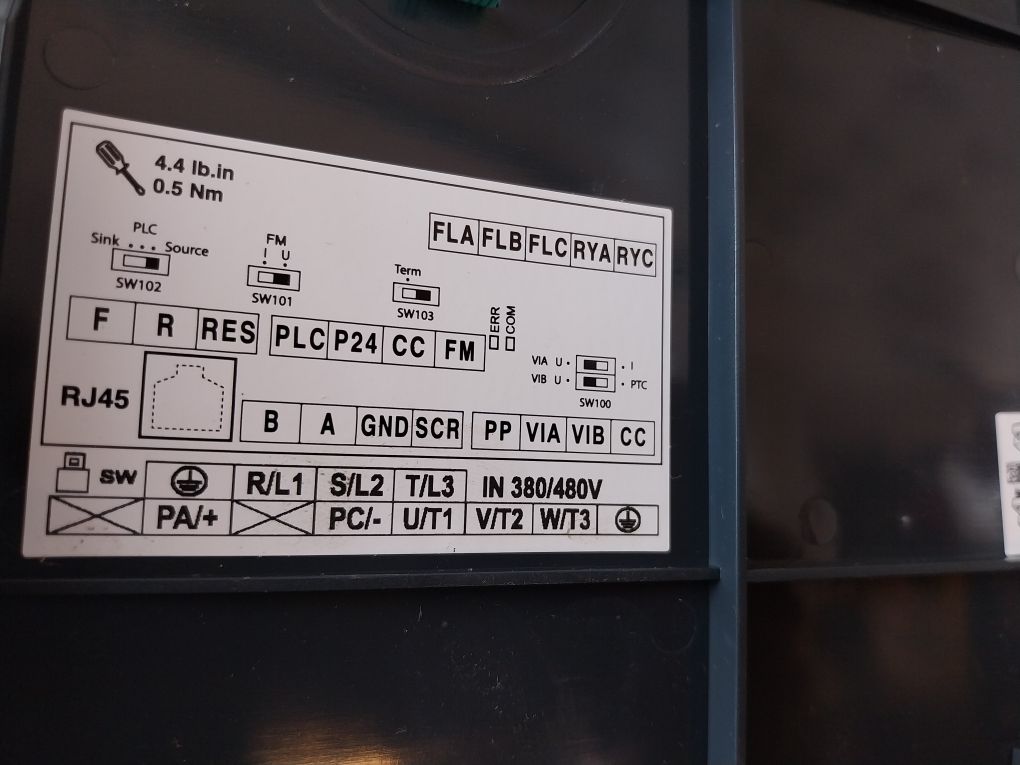 4.4 lb.in
0.5 Nm
FLA FLB FLC RYA RYC
PLC
Sink Source
SW102
FM
I U
SW101
Term
SW103
ERR
COM
F R RES PLC P24 CC FM
VIA U I
VIB U PTC
SW100
RJ45
B A GND SCR PP VIA VIB CC
SW R/L1 S/L2 T/L3 IN 380/480V
PA/+ PC/- U/T1 V/T2 W/T3